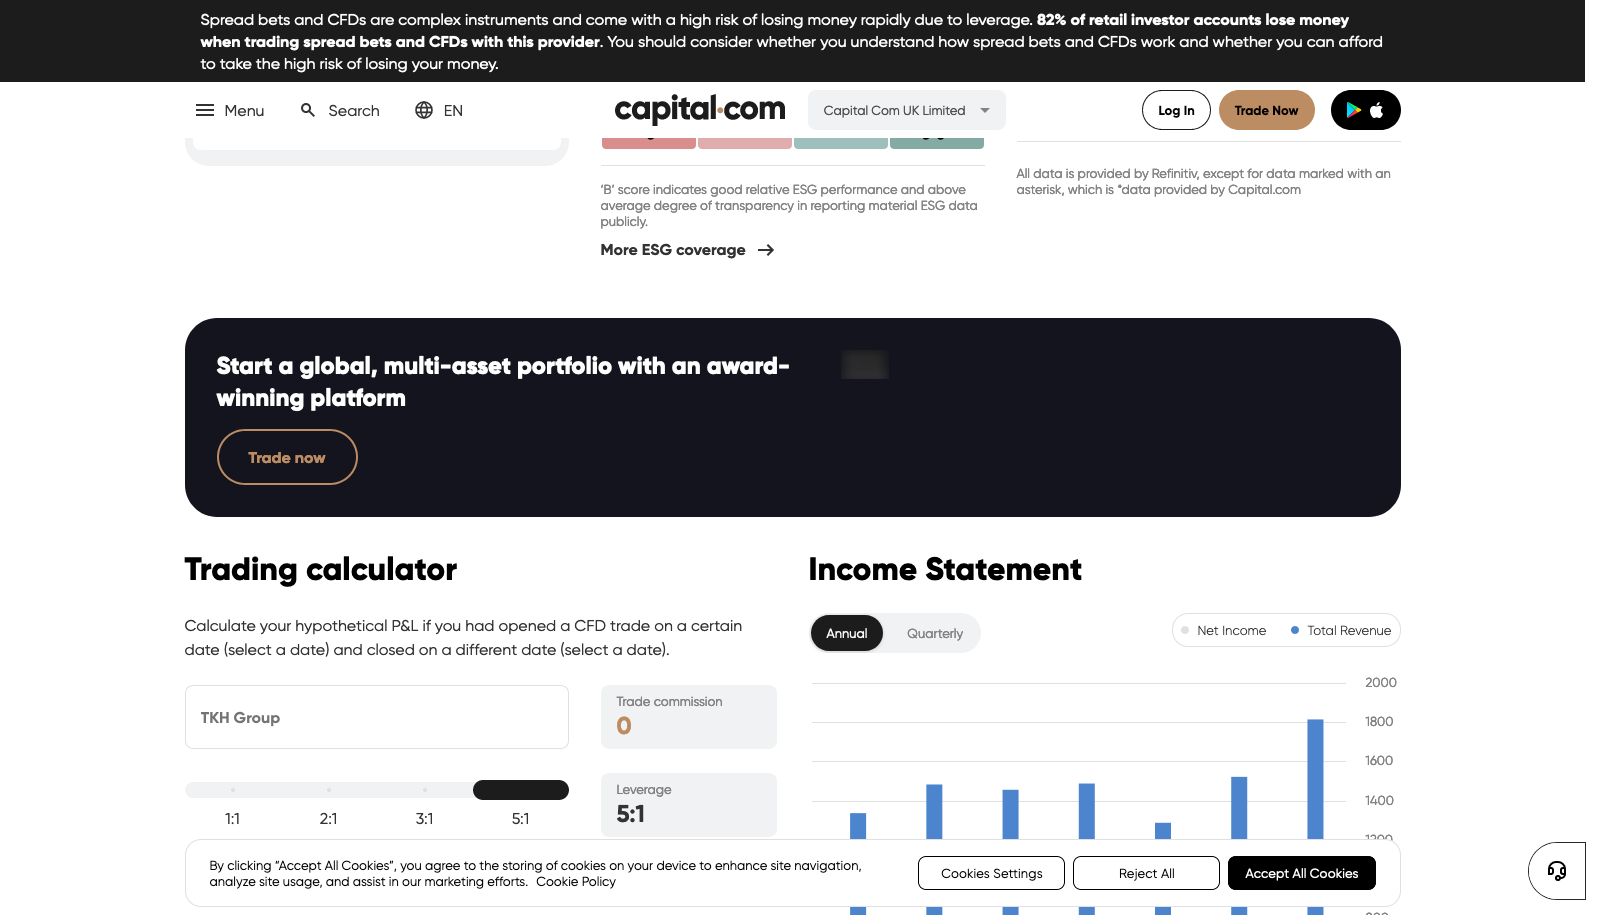 Spread bets and CFDs are complex instruments and come with a high risk of losing money rapidly due to leverage. 82% of retail investor accounts lose money
when trading spread bets and CFDs with this provider. You should consider whether you understand how spread bets and CFDs work and whether you can afford
to take the high risk of losing your money.
Menu
Search
EN
capital.com
Capital Com UK Limited
Log In
Trade Now
'B' score indicates good relative ESG performance and above
average degree of transparency in reporting material ESG data
publicly.
More ESG coverage
All data is provided by Refinitiv, except for data marked with an
asterisk, which is *data provided by Capital.com
Start a global, multi-asset portfolio with an award-
winning platform
Trade now
Trading calculator
Calculate your hypothetical P&L if you had opened a CFD trade on a certain
date (select a date) and closed on a different date (select a date).
TKH Group
Trade commission
0
1:1
2:1
3:1
5:1
Leverage
5:1
Income Statement
Annual
Quarterly
Net Income
Total Revenue
2000
1800
1600
1400
By clicking “Accept All Cookies”, you agree to the storing of cookies on your device to enhance site navigation,
analyze site usage, and assist in our marketing efforts. Cookie Policy
Cookies Settings
Reject All
Accept All Cookies